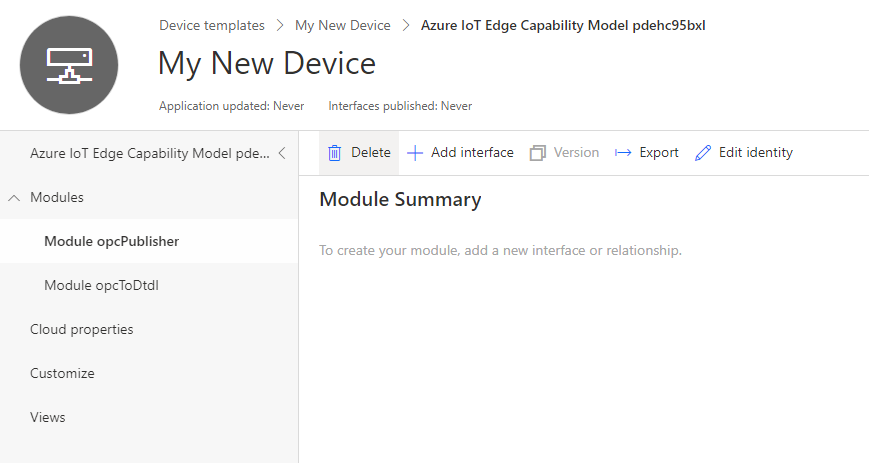 Device templates > My New Device > Azure IoT Edge Capability Model pdehc95bxl
My New Device
Application updated: Never Interfaces published: Never
Azure IoT Edge Capability Model pde...
Delete Add interface Version Export Edit identity
Modules
Module opcPublisher
Module opcToDtdl
Cloud properties
Customize
Views
Module Summary
To create your module, add a new interface or relationship.